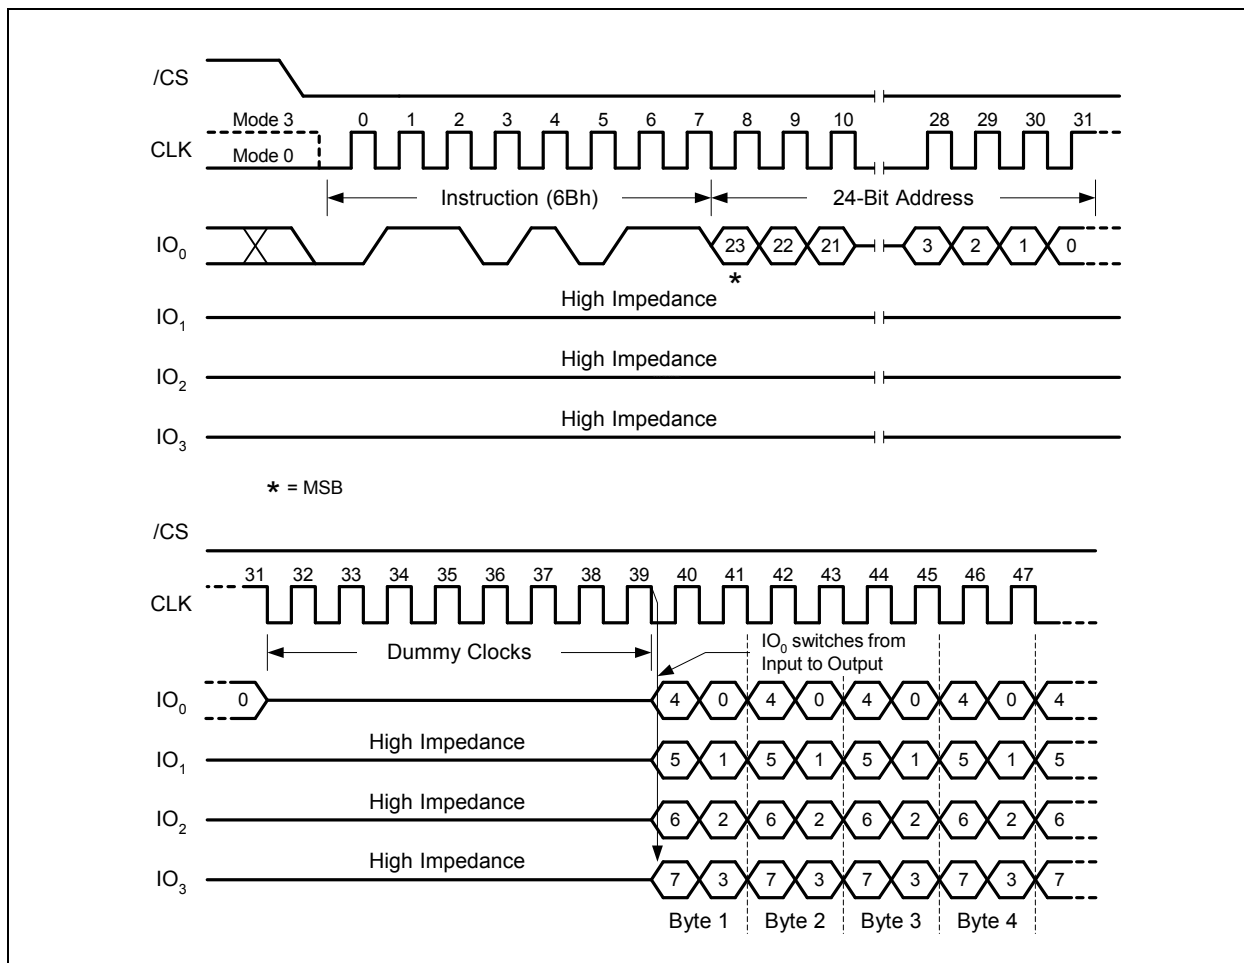 /CS
Mode 3 0 1 2 3 4 5 6 7 8 9 10 28 29 30 31
CLK
Mode 0
Instruction (6Bh) 24-Bit Address
IO0 23 22 21 3 2 1 0
*
High Impedance
IO1
High Impedance
IO2
High Impedance
IO3
* = MSB
/CS
31 32 33 34 35 36 37 38 39 40 41 42 43 44 45 46 47
CLK
Dummy Clocks
IO0 switches from
Input to Output
IO0 0 4 0 4 0 4 0 4 0 4
High Impedance
IO1 5 1 5 1 5 1 5 1 5
High Impedance
IO2 6 2 6 2 6 2 6 2 6
High Impedance
IO3 7 3 7 3 7 3 7 3 7
Byte 1 Byte 2 Byte 3 Byte 4